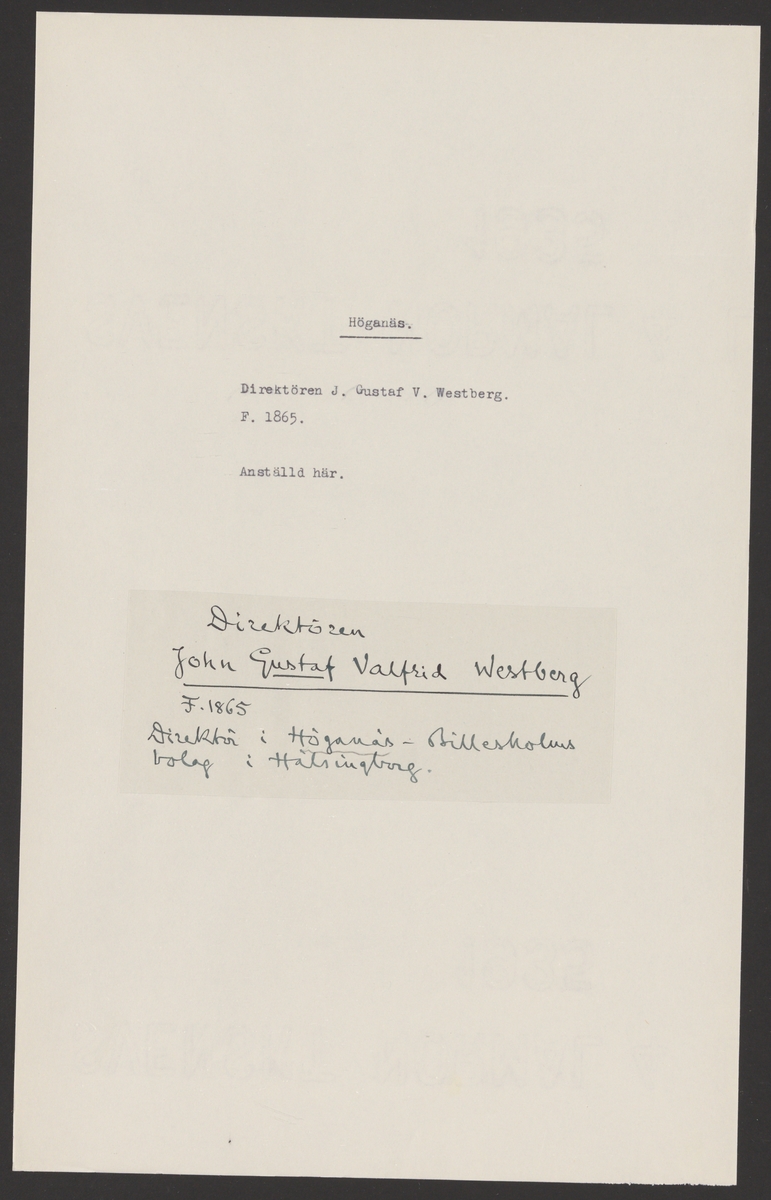 Höganäs.
Direktören J. Gustaf V. Westberg.
F. 1865.
Anställd här.
Direktören
John Gustaf Valfrid Westberg
F. 1865
Direktör i Höganäs - Billesholms
bolag i Hälsingborg.